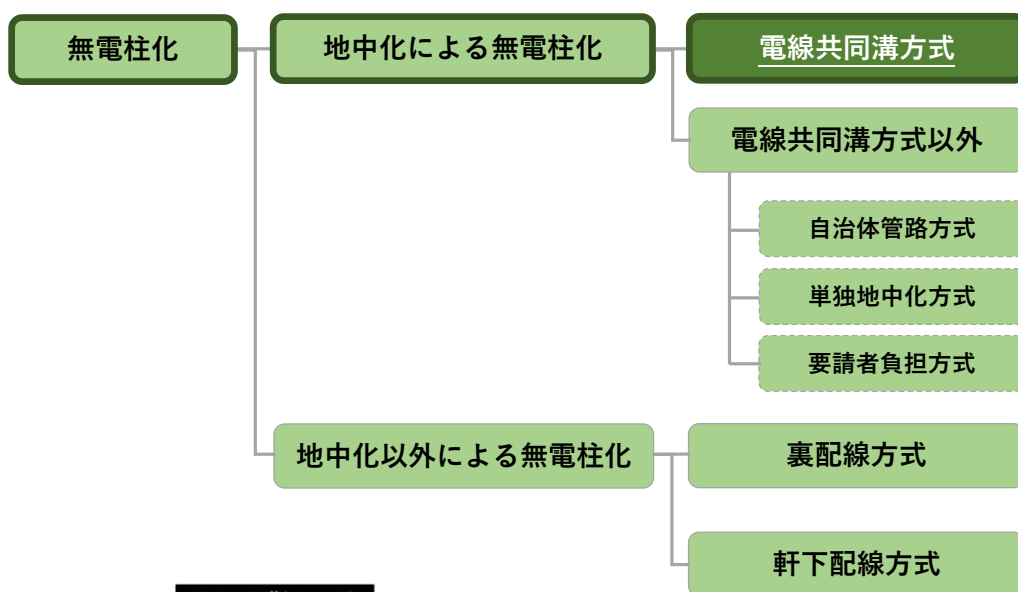 無電柱化
地中化による無電柱化
電線共同溝方式
電線共同溝方式以外
自治体管路方式
単独地中化方式
要請者負担方式
地中化以外による無電柱化
裏配線方式
軒下配線方式